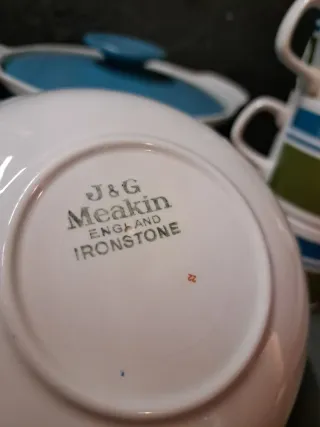 J & G
Meakin
ENGLAND
IRONSTONE